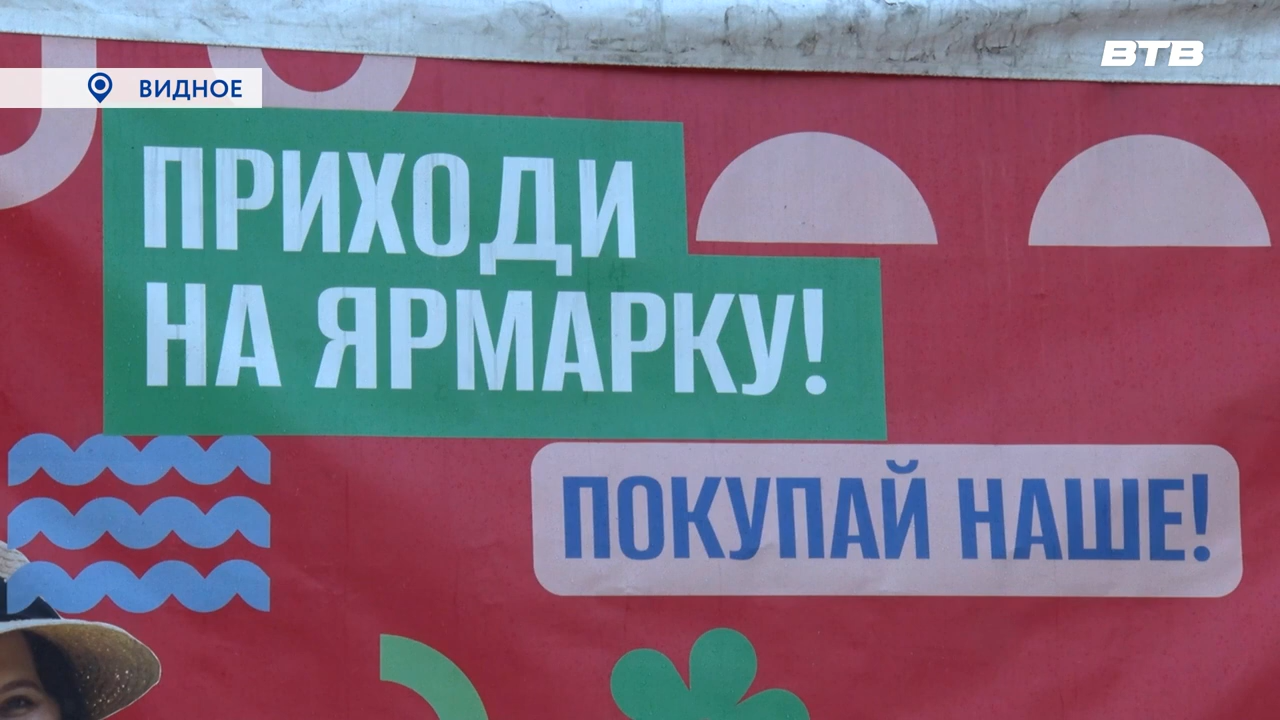 ВТВ
ВИДНОЕ
ПРИХОДИ
НА ЯРМАРКУ!
ПОКУПАЙ НАШЕ!